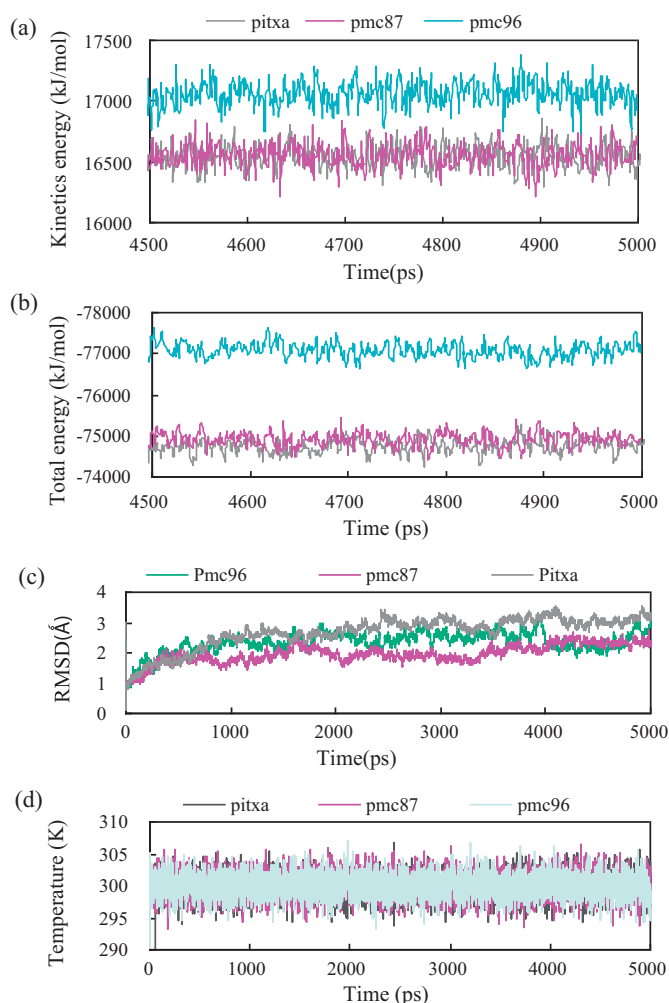 (a)
pitxa pmc87 pmc96
Kinetics energy (kJ/mol)
17500
17000
16500
16000
4500 4600 4700 4800 4900 5000
Time(ps)
(b)
Total energy (kJ/mol)
-78000
-77000
-76000
-75000
-74000
4500 4600 4700 4800 4900 5000
Time (ps)
(c)
Pmc96 pmc87 Pitxa
RMSD(Å)
4
3
2
1
0
0 1000 2000 3000 4000 5000
Time(ps)
(d)
pitxa pmc87 pmc96
Temperature (K)
310
305
300
295
290
0 1000 2000 3000 4000 5000
Time (ps)